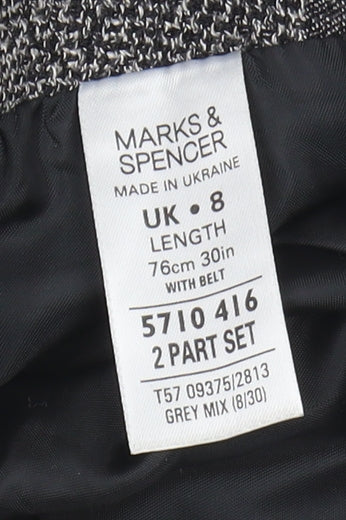 MARKS &
SPENCER
MADE IN UKRAINE
UK • 8
LENGTH
76cm 30in
WITH BELT
5710 416
2 PART SET
T57 09375/2813
GREY MIX (8/30)